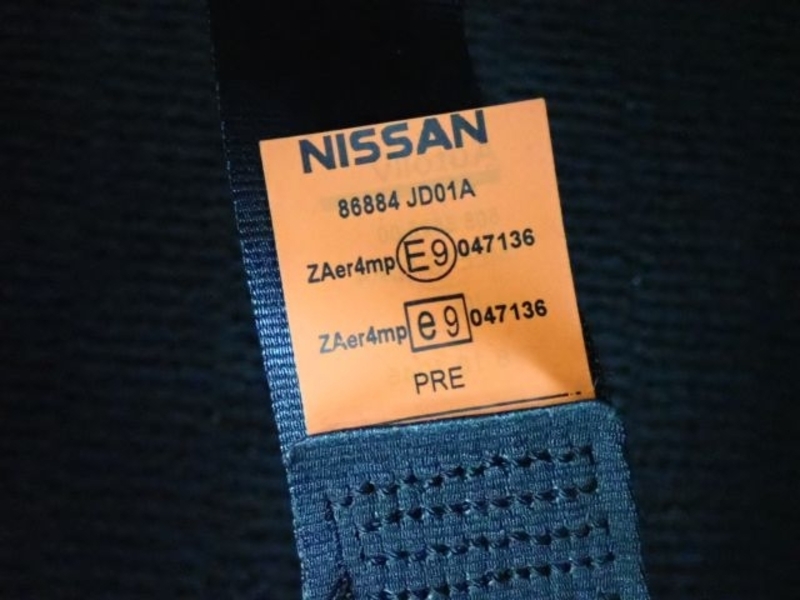 NISSAN
86884 JD01A
ZAer4mp E9 047136
ZAer4mp e9 047136
PRE